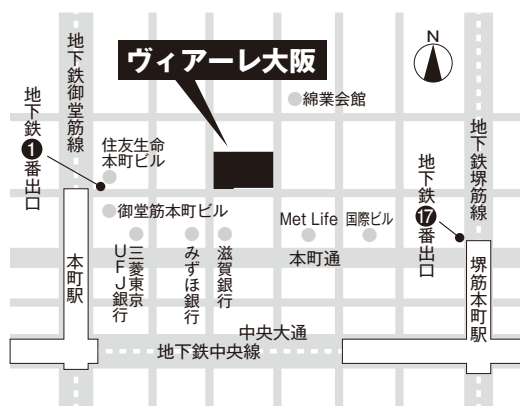 ヴィアーレ大阪
N
綿業会館
地下鉄御堂筋線
地下鉄
1
番出口
住友生命
本町ビル
御堂筋本町ビル
三菱東京
UFJ銀行
みずほ銀行
滋賀銀行
Met Life
国際ビル
本町通
地下鉄
17
番出口
地下鉄堺筋線
本町駅
堺筋本町駅
中央大通
地下鉄中央線